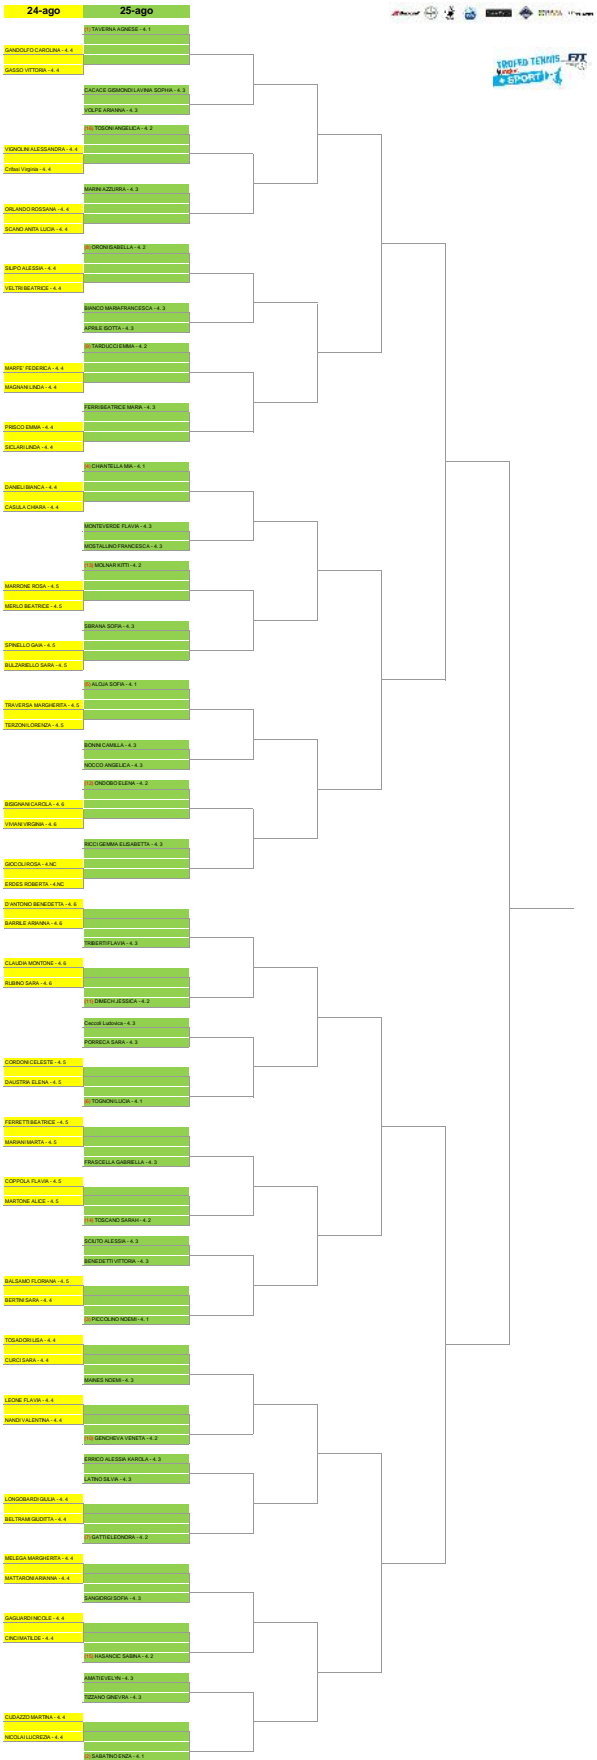 24-ago 25-ago
(1) TAVERNA AGNESE - 4. 1
GANDOLFO CAROLINA - 4. 4
GASSO VITTORIA - 4. 4
CACACE GISMONDI LAVINIA SOPHIA - 4. 3
VOLPE ARIANNA - 4. 3
(16) TOSONI ANGELICA - 4. 2
VIGNOLINI ALESSANDRA - 4. 4
Crifasi Virginia - 4. 4
MARINI AZZURRA - 4. 3
ORLANDO ROSSANA - 4. 4
SCANO ANITA LUCIA - 4. 4
(8) ORONI ISABELLA - 4. 2
SILIPO ALESSIA - 4. 4
VELTRI BEATRICE - 4. 4
BIANCO MARIAFRANCESCA - 4. 3
APRILE ISOTTA - 4. 3
(9) TARDUCCI EMMA - 4. 2
MARFE' FEDERICA - 4. 4
MAGNANI LINDA - 4. 4
FERRI BEATRICE MARIA - 4. 3
PRISCO EMMA - 4. 4
SICLARI LINDA - 4. 4
(4) CHIANTELLA MIA - 4. 1
DANIELI BIANCA - 4. 4
CASULA CHIARA - 4. 4
MONTEVERDE FLAVIA - 4. 3
MOSTALLINO FRANCESCA - 4. 3
(13) MOLNAR KITTI - 4. 2
MARRONE ROSA - 4. 5
MERLO BEATRICE - 4. 5
SBRANA SOFIA - 4. 3
SPINELLO GAIA - 4. 5
BULZARIELLO SARA - 4. 5
(5) ALOJA SOFIA - 4. 1
TRAVERSA MARGHERITA - 4. 5
TERZONI LORENZA - 4. 5
BONINI CAMILLA - 4. 3
NOCCO ANGELICA - 4. 3
(12) ONDOBO ELENA - 4. 2
BISIGNANI CAROLA - 4. 6
VIVIANI VIRGINIA - 4. 6
RICCI GEMMA ELISABETTA - 4. 3
GIOCOLI ROSA - 4.NC
ERDES ROBERTA - 4.NC
D'ANTONIO BENEDETTA - 4. 6
BARRILE ARIANNA - 4. 6
TRIBERTI FLAVIA - 4. 3
CLAUDIA MONTONE - 4. 6
RUBINO SARA - 4. 6
(11) DIMECH JESSICA - 4. 2
Ceccoli Ludovica - 4. 3
PORRECA SARA - 4. 3
CORDONI CELESTE - 4. 5
DAUSTRIA ELENA - 4. 5
(6) TOGNONI LUCIA - 4. 1
FERRETTI BEATRICE - 4. 5
MARIANI MARTA - 4. 5
FRASCELLA GABRIELLA - 4. 3
COPPOLA FLAVIA - 4. 5
MARTONE ALICE - 4. 5
(14) TOSCANO SARAH - 4. 2
SCIUTO ALESSIA - 4. 3
BENEDETTI VITTORIA - 4. 3
BALSAMO FLORIANA - 4. 5
BERTINI SARA - 4. 4
(3) PICCOLINO NOEMI - 4. 1
TOSADORI LISA - 4. 4
CURCI SARA - 4. 4
MAINES NOEMI - 4. 3
LEONE FLAVIA - 4. 4
NANDI VALENTINA - 4. 4
(10) GENCHEVA VENETA - 4. 2
ERRICO ALESSIA KAROLA - 4. 3
LATINO SILVIA - 4. 3
LONGOBARDI GIULIA - 4. 4
BELTRAMI GIUDITTA - 4. 4
(7) GATTI ELEONORA - 4. 2
MELEGA MARGHERITA - 4. 4
MATTARONI ARIANNA - 4. 4
SANGIORGI SOFIA - 4. 3
GAGLIARDI NICOLE - 4. 4
CINCI MATILDE - 4. 4
(15) HASANCIC SABINA - 4. 2
AMATI EVELYN - 4. 3
TIZZANO GINEVRA - 4. 3
CUDAZZO MARTINA - 4. 4
NICOLAI LUCREZIA - 4. 4
(2) SABATINO ENZA - 4. 1
TROFEO TENNIS FIT
+ SPORT